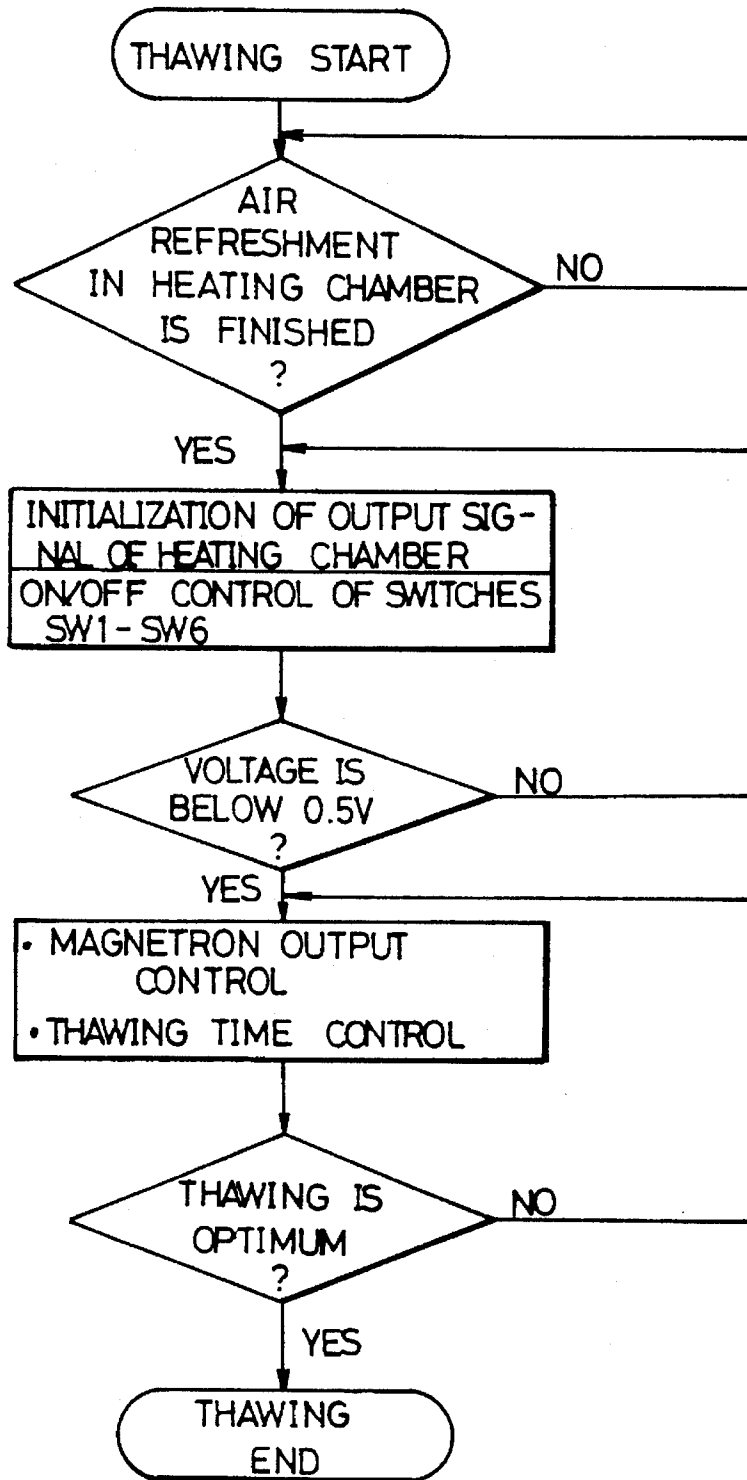 THAWING START
AIR
REFRESHMENT
IN HEATING CHAMBER
IS FINISHED
?
NO
YES
INITIALIZATION OF OUTPUT SIG-
NAL OF HEATING CHAMBER
ON/OFF CONTROL OF SWITCHES
SW1-SW6
VOLTAGE IS
BELOW 0.5V
?
NO
YES
• MAGNETRON OUTPUT
CONTROL
• THAWING TIME CONTROL
THAWING IS
OPTIMUM
?
NO
YES
THAWING
END